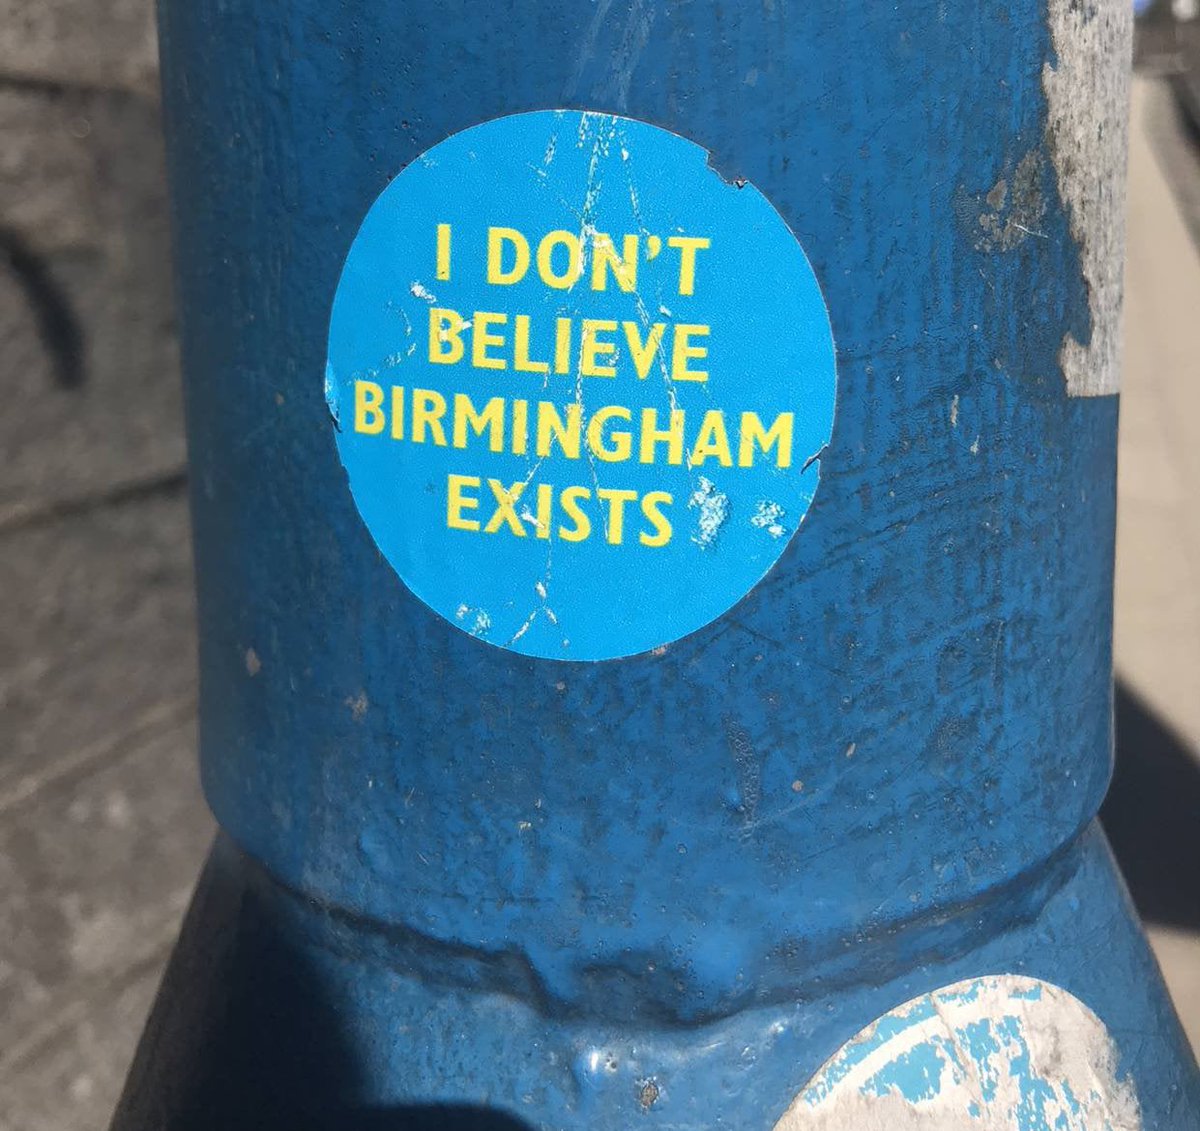 I DON'T
BELIEVE
BIRMINGHAM
EXISTS